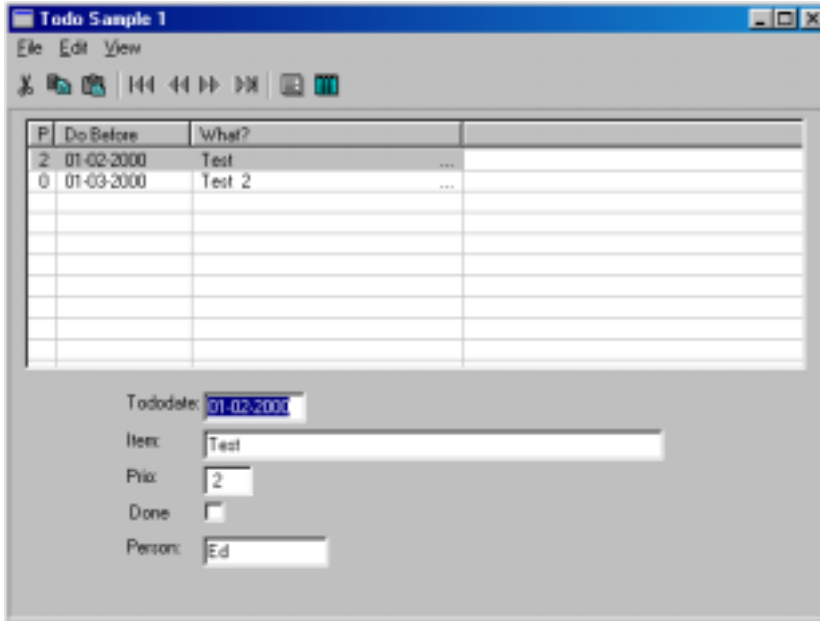 Todo Sample 1
File Edit View
P Do Before What?
2 01-02-2000 Test ...
0 01-03-2000 Test 2 ...
Tododate: 01-02-2000
Item: Test
Prio: 2
Done
Person: Ed